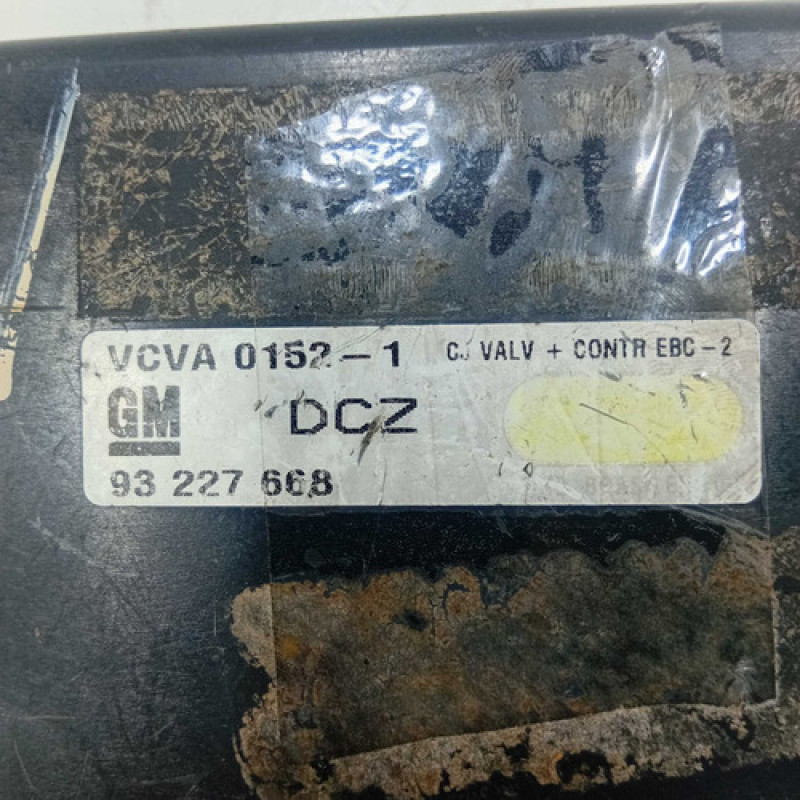 VCVA 0152-1 CJ VALV + CONTR EBC-2
GM DCZ
93 227 668